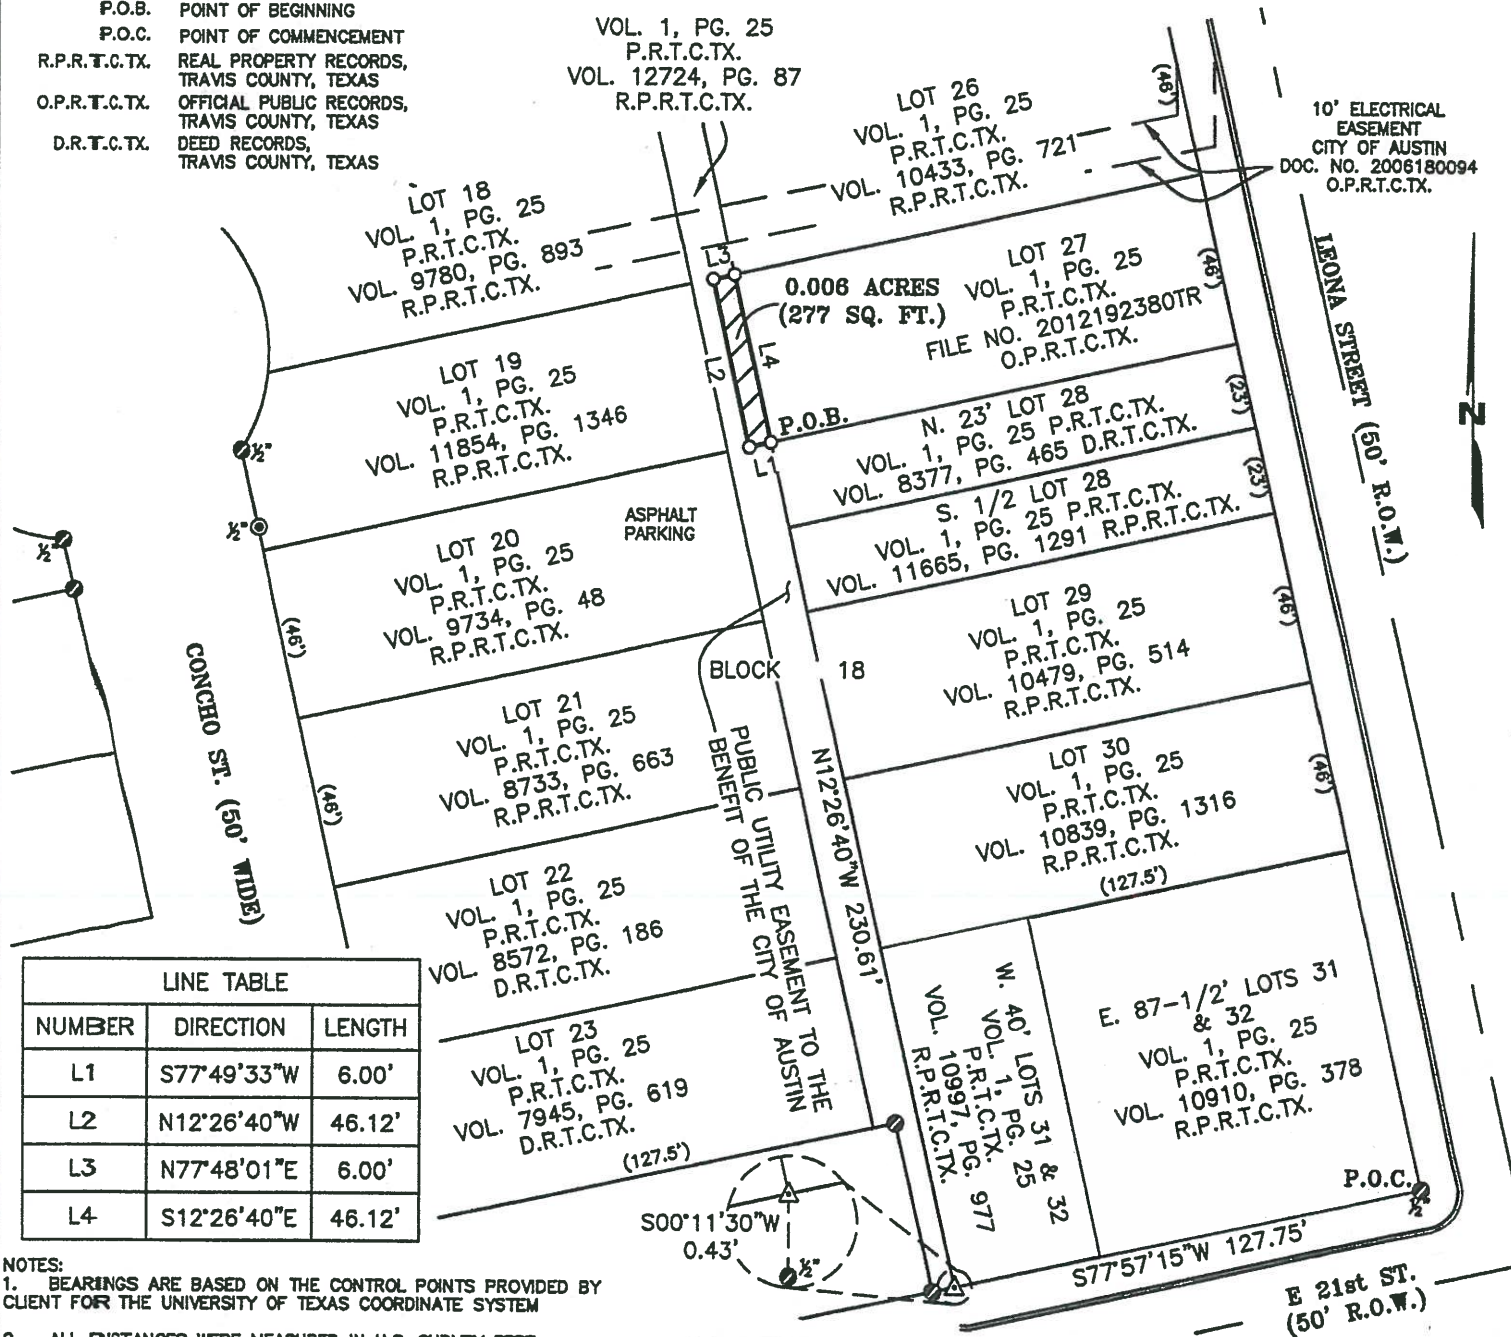 P.O.B. POINT OF BEGINNING
P.O.C. POINT OF COMMENCEMENT
R.P.R.T.C.TX. REAL PROPERTY RECORDS,
TRAVIS COUNTY, TEXAS
O.P.R.T.C.TX. OFFICIAL PUBLIC RECORDS,
TRAVIS COUNTY, TEXAS
D.R.T.C.TX. DEED RECORDS,
TRAVIS COUNTY, TEXAS
VOL. 1, PG. 25
P.R.T.C.TX.
VOL. 12724, PG. 87
R.P.R.T.C.TX.
LOT 26
VOL. 1, PG. 25
P.R.T.C.TX.
VOL. 10433, PG. 721
R.P.R.T.C.TX.
(46')
10' ELECTRICAL
EASEMENT
CITY OF AUSTIN
DOC. NO. 2006180094
O.P.R.T.C.TX.
LOT 18
VOL. 1, PG. 25
P.R.T.C.TX.
VOL. 9780, PG. 893
R.P.R.T.C.TX.
L3
0.006 ACRES
(277 SQ. FT.)
L4
L2
L1
P.O.B.
LOT 27
VOL. 1, PG. 25
P.R.T.C.TX.
FILE NO. 2012192380TR
O.P.R.T.C.TX.
(46')
LEONA STREET (50' R.O.W.)
N
LOT 19
VOL. 1, PG. 25
P.R.T.C.TX.
VOL. 11854, PG. 1346
R.P.R.T.C.TX.
½"
½"
½"
N. 23' LOT 28
VOL. 1, PG. 25 P.R.T.C.TX.
VOL. 8377, PG. 465 D.R.T.C.TX.
(23')
S. 1/2 LOT 28
VOL. 1, PG. 25 P.R.T.C.TX.
VOL. 11665, PG. 1291 R.P.R.T.C.TX.
(23')
ASPHALT
PARKING
LOT 20
VOL. 1, PG. 25
P.R.T.C.TX.
VOL. 9734, PG. 48
R.P.R.T.C.TX.
(46')
LOT 29
VOL. 1, PG. 25
P.R.T.C.TX.
VOL. 10479, PG. 514
R.P.R.T.C.TX.
(46')
BLOCK 18
CONCHO ST. (50' WIDE)
LOT 21
VOL. 1, PG. 25
P.R.T.C.TX.
VOL. 8733, PG. 663
R.P.R.T.C.TX.
(46')
PUBLIC UTILITY EASEMENT TO THE
BENEFIT OF THE CITY OF AUSTIN
N12°26'40"W 230.61'
LOT 30
VOL. 1, PG. 25
P.R.T.C.TX.
VOL. 10839, PG. 1316
R.P.R.T.C.TX.
(127.5')
(46')
LOT 22
VOL. 1, PG. 25
P.R.T.C.TX.
VOL. 8572, PG. 186
D.R.T.C.TX.
LOT 23
VOL. 1, PG. 25
P.R.T.C.TX.
VOL. 7945, PG. 619
D.R.T.C.TX.
(127.5')
W. 40' LOTS 31 & 32
VOL. 1, PG. 25
P.R.T.C.TX.
VOL. 10997, PG. 977
R.P.R.T.C.TX.
E. 87-1/2' LOTS 31
& 32
VOL. 1, PG. 25
P.R.T.C.TX.
VOL. 10910, PG. 378
R.P.R.T.C.TX.
P.O.C.
½"
S00°11'30"W
0.43'
½"
S77°57'15"W 127.75'
E 21st ST.
(50' R.O.W.)
LINE TABLE
NUMBER DIRECTION LENGTH
L1 S77°49'33"W 6.00'
L2 N12°26'40"W 46.12'
L3 N77°48'01"E 6.00'
L4 S12°26'40"E 46.12'
NOTES:
1. BEARINGS ARE BASED ON THE CONTROL POINTS PROVIDED BY
CLIENT FOR THE UNIVERSITY OF TEXAS COORDINATE SYSTEM